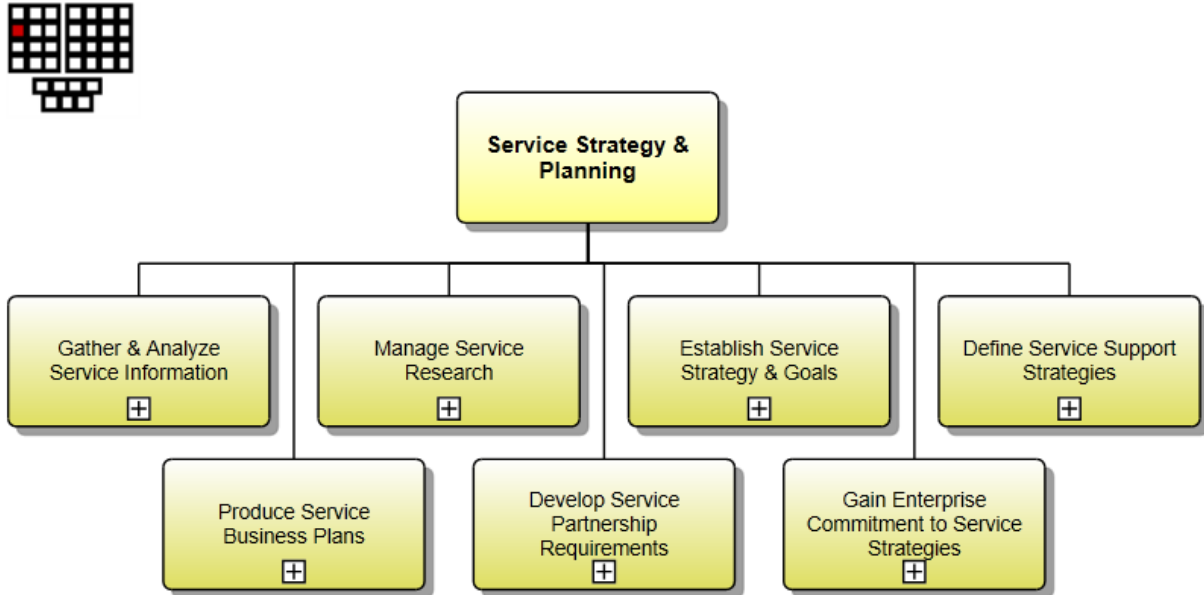 Service Strategy &
Planning
Gather & Analyze
Service Information
Manage Service
Research
Establish Service
Strategy & Goals
Define Service Support
Strategies
Produce Service
Business Plans
Develop Service
Partnership
Requirements
Gain Enterprise
Commitment to Service
Strategies